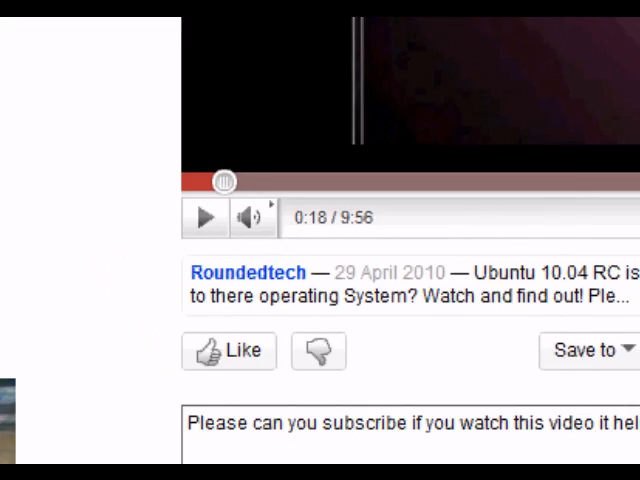 0:18 / 9:56
Roundedtech — 29 April 2010 — Ubuntu 10.04 RC is
to there operating System? Watch and find out! Ple...
Like
Save to
Please can you subscribe if you watch this video it hel